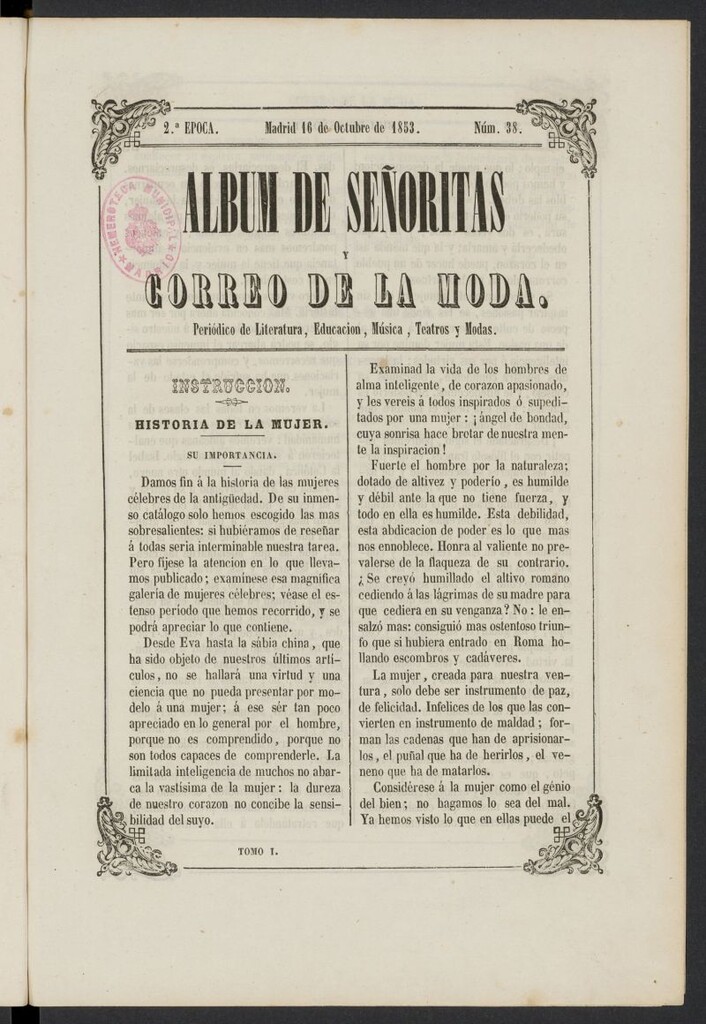 2.ª EPOCA. Madrid 16 de Octubre de 1853. Núm. 38.
ALBUM DE SEÑORITAS
Y
CORREO DE LA MODA.
Periódico de Literatura, Educacion, Música, Teatros y Modas.
HEMEROTECA MUNICIPAL
MADRID
INSTRUCCION.
HISTORIA DE LA MUJER.
SU IMPORTANCIA.
Damos fin á la historia de las mujeres
célebres de la antigüedad. De su inmen-
so catálogo solo hemos escogido las mas
sobresalientes: si hubiéramos de reseñar
á todas seria interminable nuestra tarea.
Pero fíjese la atencion en lo que lleva-
mos publicado; examínese esa magnífica
galería de mujeres célebres; véase el es-
tenso período que hemos recorrido, y se
podrá apreciar lo que contiene.
Desde Eva hasta la sábia china, que
ha sido objeto de nuestros últimos artí-
culos, no se hallará una virtud y una
ciencia que no pueda presentar por mo-
delo á una mujer; á ese sér tan poco
apreciado en lo general por el hombre,
porque no es comprendido, porque no
son todos capaces de comprenderle. La
limitada inteligencia de muchos no abar-
ca la vastísima de la mujer: la dureza
de nuestro corazon no concibe la sensi-
bilidad del suyo.
Examinad la vida de los hombres de
alma inteligente, de corazon apasionado,
y les vereis á todos inspirados ó supedi-
tados por una mujer: ¡ángel de bondad,
cuya sonrisa hace brotar de nuestra men-
te la inspiracion!
Fuerte el hombre por la naturaleza;
dotado de altivez y poderío, es humilde
y débil ante la que no tiene fuerza, y
todo en ella es humilde. Esta debilidad,
esta abdicacion de poder es lo que mas
nos ennoblece. Honra al valiente no pre-
valerse de la flaqueza de su contrario.
¿Se creyó humillado el altivo romano
cediendo á las lágrimas de su madre para
que cediera en su venganza? No: le en-
salzó mas: consiguió mas ostentoso triun-
fo que si hubiera entrado en Roma ho-
llando escombros y cadáveres.
La mujer, creada para nuestra ven-
tura, solo debe ser instrumento de paz,
de felicidad. Infelices de los que las con-
vierten en instrumento de maldad; for-
man las cadenas que han de aprisionar-
los, el puñal que ha de herirlos, el ve-
neno que ha de matarlos.
Considérese á la mujer como el génio
del bien; no hagamos lo sea del mal.
Ya hemos visto lo que en ellas puede el
TOMO I.